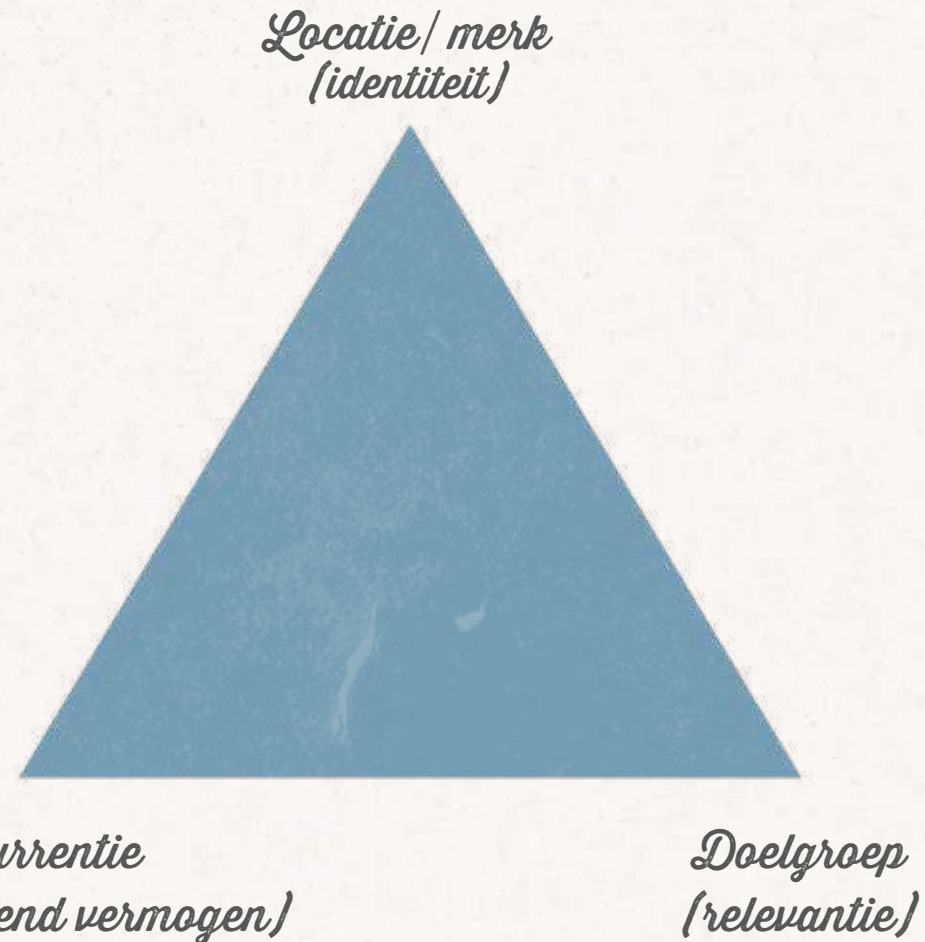 Locatie/ merk
(identiteit)
urrentie
Doelgroep
end vermogen)
(relevantie)